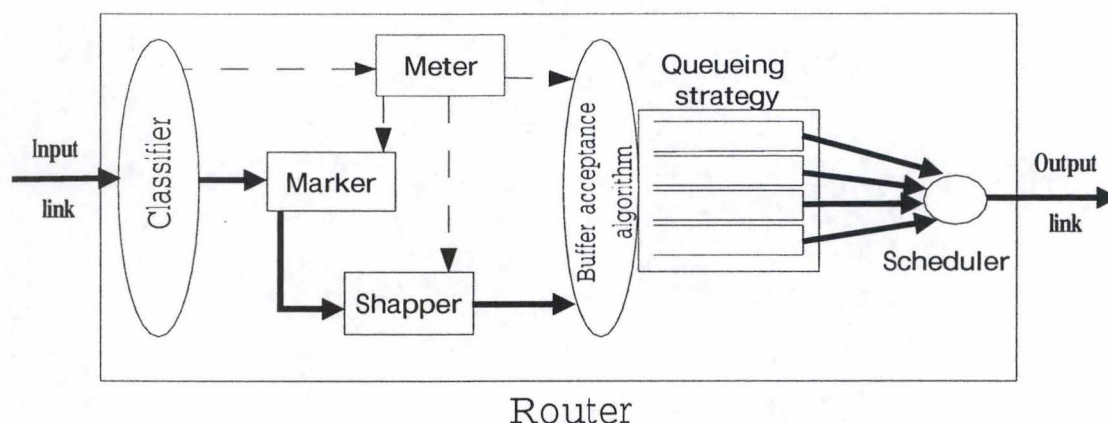 Meter
Queueing
strategy
Input
link
Classifier
Marker
Shapper
Buffer acceptance
algorithm
Scheduler
Output
link
Router